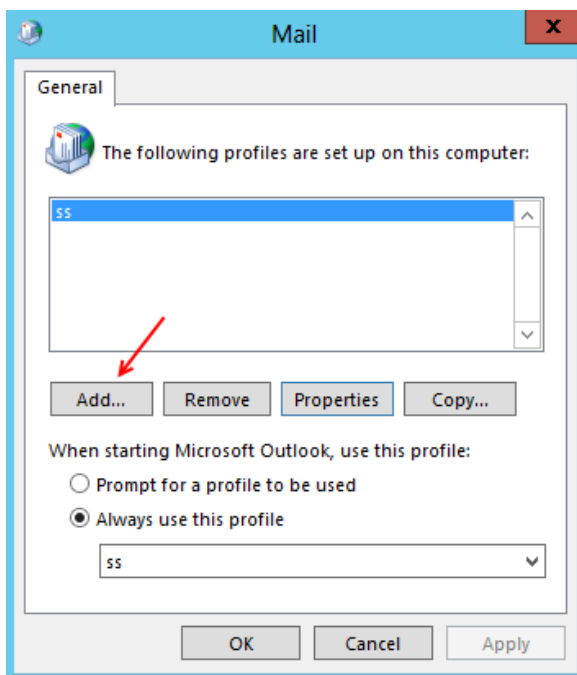 Mail
x
General
The following profiles are set up on this computer:
ss
Add... Remove Properties Copy...
When starting Microsoft Outlook, use this profile:
Prompt for a profile to be used
Always use this profile
ss
OK Cancel Apply